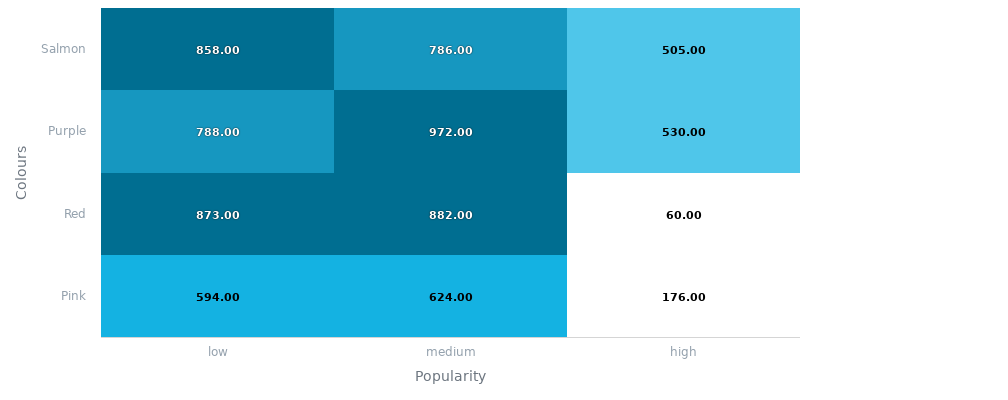 Colours
Salmon 858.00 786.00 505.00
Purple 788.00 972.00 530.00
Red 873.00 882.00 60.00
Pink 594.00 624.00 176.00
low medium high
Popularity